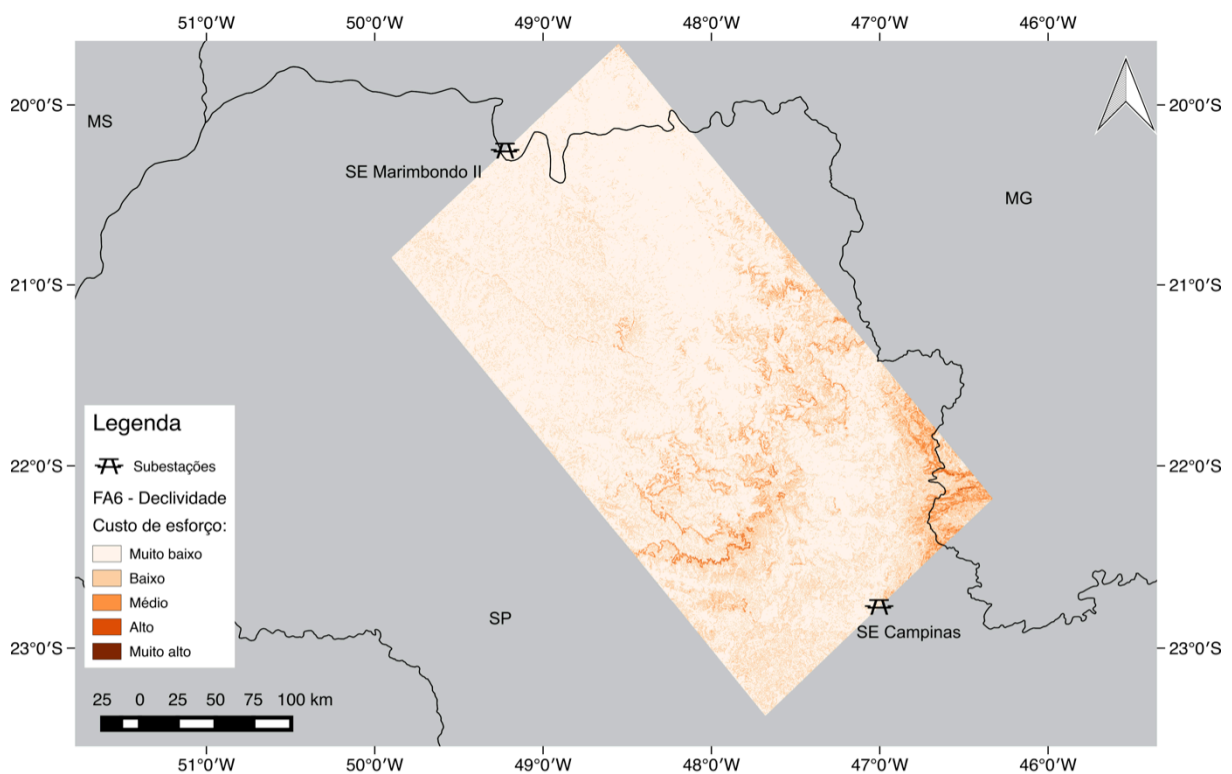 51°0′W 50°0′W 49°0′W 48°0′W 47°0′W 46°0′W
20°0′S 20°0′S
MS
SE Marimbondo II
MG
21°0′S 21°0′S
Legenda
Subestações
FA6 - Declividade
Custo de esforço:
Muito baixo
Baixo
Médio
Alto
Muito alto
22°0′S 22°0′S
SP
SE Campinas
23°0′S 23°0′S
25 0 25 50 75 100 km
51°0′W 50°0′W 49°0′W 48°0′W 47°0′W 46°0′W